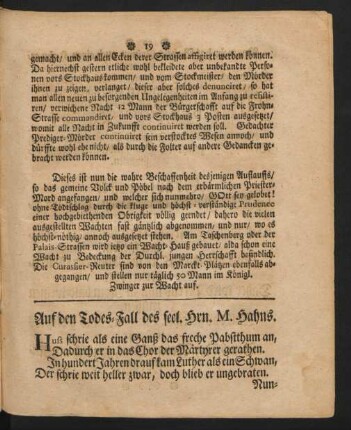 ❁ 19 ❁
gemacht/ und an allen Ecken derer Strassen affigiret werden können.
Da hiernechst gestern etliche wohl bekleidete aber unbekandte Perso-
nen vors Stockhaus kommen/ und vom Stockmeister/ den Mörder
ihnen zu zeigen, verlanget/ dieser aber solches denunciret/ so hat
man allen neuen zu besorgenden Ungelegenheiten im Anfang zu resisti-
ren/ verwichene Nacht 12 Mann der Bürgerschafft auf die Frohn-
Strasse commandiret/ und vors Stockhaus 3 Posten ausgesetzet/
womit alle Nacht in Zukunfft continuiret werden soll. Gedachter
Prediger-Mörder continuiret sein verstocktes Wesen annoch/ und
dürffte wohl ehe nicht/ als durch die Folter auf andere Gedancken ge-
bracht werden können.
Dieses ist nun die wahre Beschaffenheit desjenigen Auflauffs/
so das gemeine Volck und Pöbel nach dem erbärmlichen Priester-
Mord angefangen/ und welcher sich nunmehro/ GOtt sey gelobet!
ohne Todschlag durch die kluge und höchst-verständige Prudence
einer hochgebiethenden Obrigkeit völlig geendet/ dahero die vielen
ausgestellten Wachten fast gäntzlich abgenommen/ und nur/ wo es
höchst-nöthig/ annoch ausgesetzet stehen. Am Taschenberg oder der
Palais-Strassen wird ietzo ein Wacht-Hauß gebauet/ alda schon eine
Wacht zu Bedeckung der Durchl. jungen Herrschafft befindlich.
Die Curassier-Reuter sind von den Marckt-Plätzen ebenfalls ab-
gegangen/ und stellen nur täglich 50 Mann im Königl.
Zwinger zur Wacht auf.
Auf den Todes-Fall des seel. Hrn. M. Hahns.
Huß schrie als eine Ganß das freche Pabstthum an,
Dadurch er in das Chor der Märtyrer gerathen.
In hundert Jahren drauf kam Luther als ein Schwan,
Der schrie weit heller zwar, doch blieb er ungebraten.
Nun-